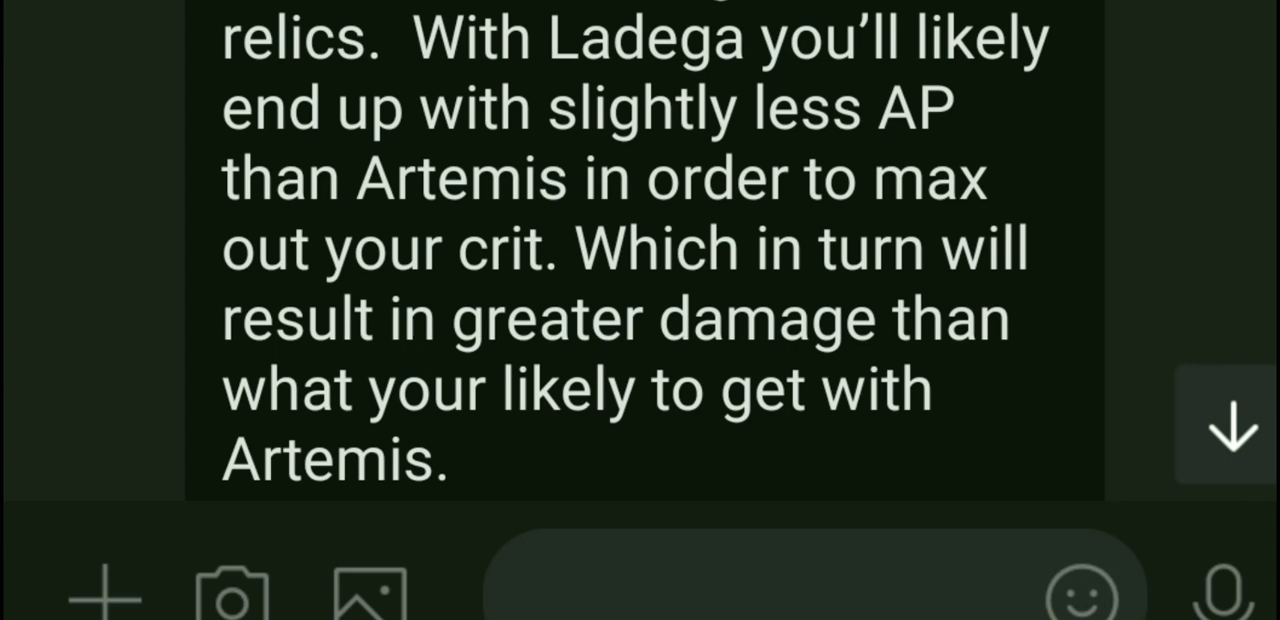 relics.  With Ladega you’ll likely
end up with slightly less AP
than Artemis in order to max
out your crit. Which in turn will
result in greater damage than
what your likely to get with
Artemis.